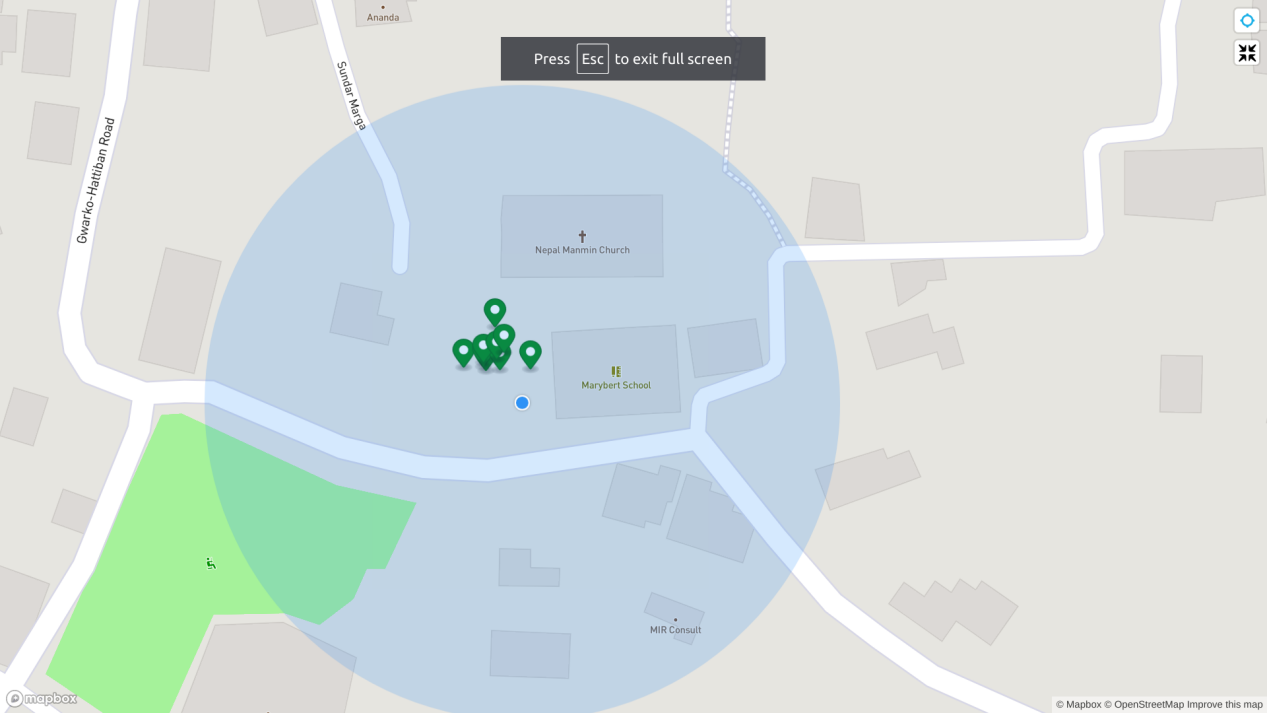 Ananda
Press Esc to exit full screen
Sundar Marga
Gwarko-Hattiban Road
Nepal Manmin Church
Marybert School
MIR Consult
mapbox
© Mapbox © OpenStreetMap Improve this map